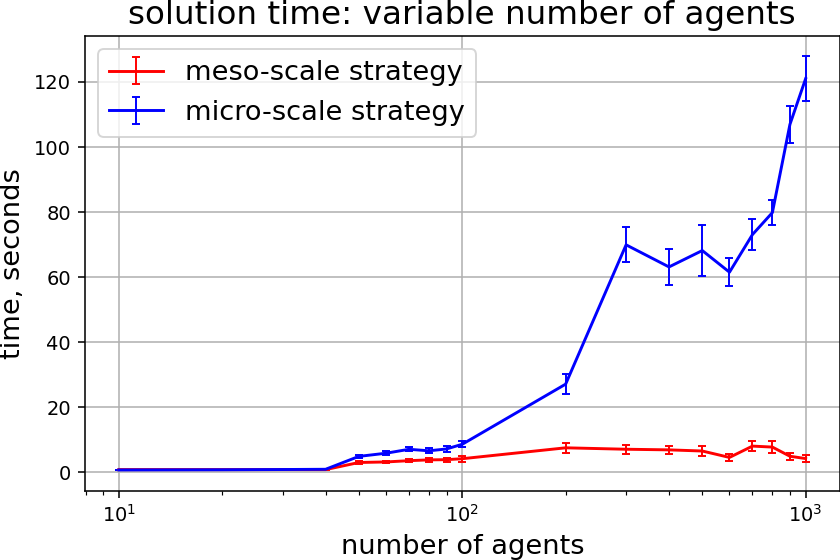 solution time: variable number of agents
meso-scale strategy
micro-scale strategy
time, seconds
120
100
80
60
40
20
0
10¹
10²
10³
number of agents